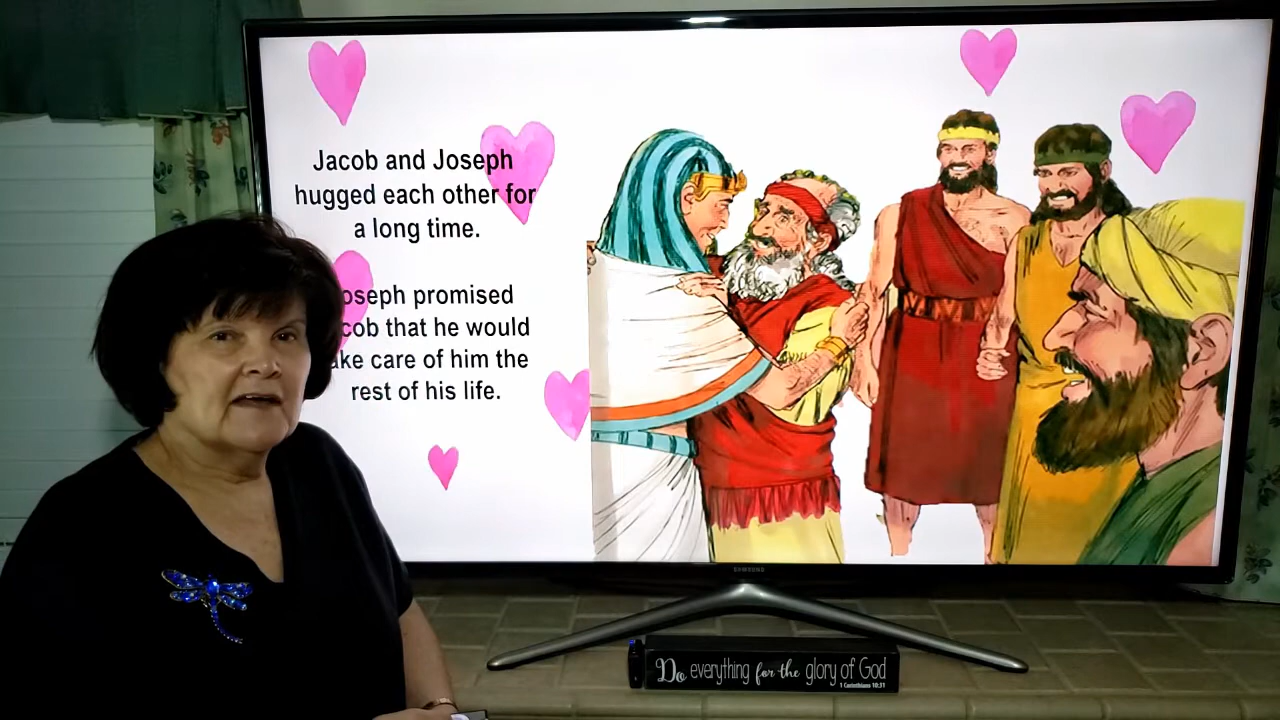 Jacob and Joseph
hugged each other for
a long time.
oseph promised
cob that he would
ake care of him the
rest of his life.
SAMSUNG
Do everything for the glory of God
1 Corinthians 10:31